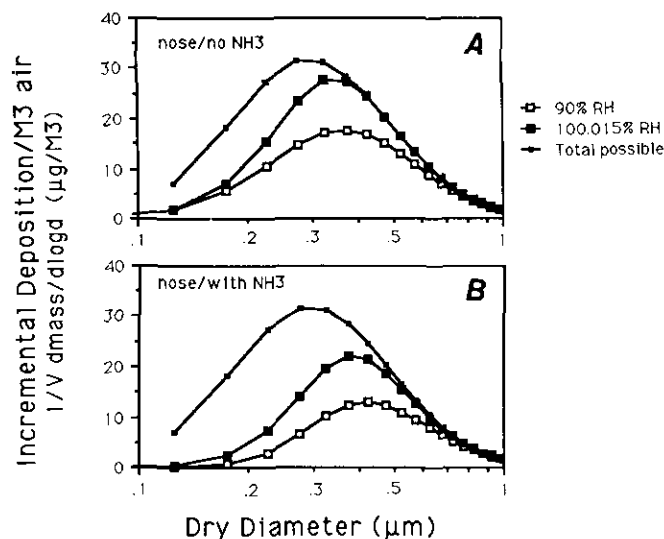 Incremental Deposition/M3 air
1/V dmass/dlogd (µg/M3)
40
30
20
10
0
nose/no NH3
A
.1
.2
.3
.5
1
90% RH
100.015% RH
Total possible
40
30
20
10
0
nose/with NH3
B
.1
.2
.3
.5
1
Dry Diameter (µm)